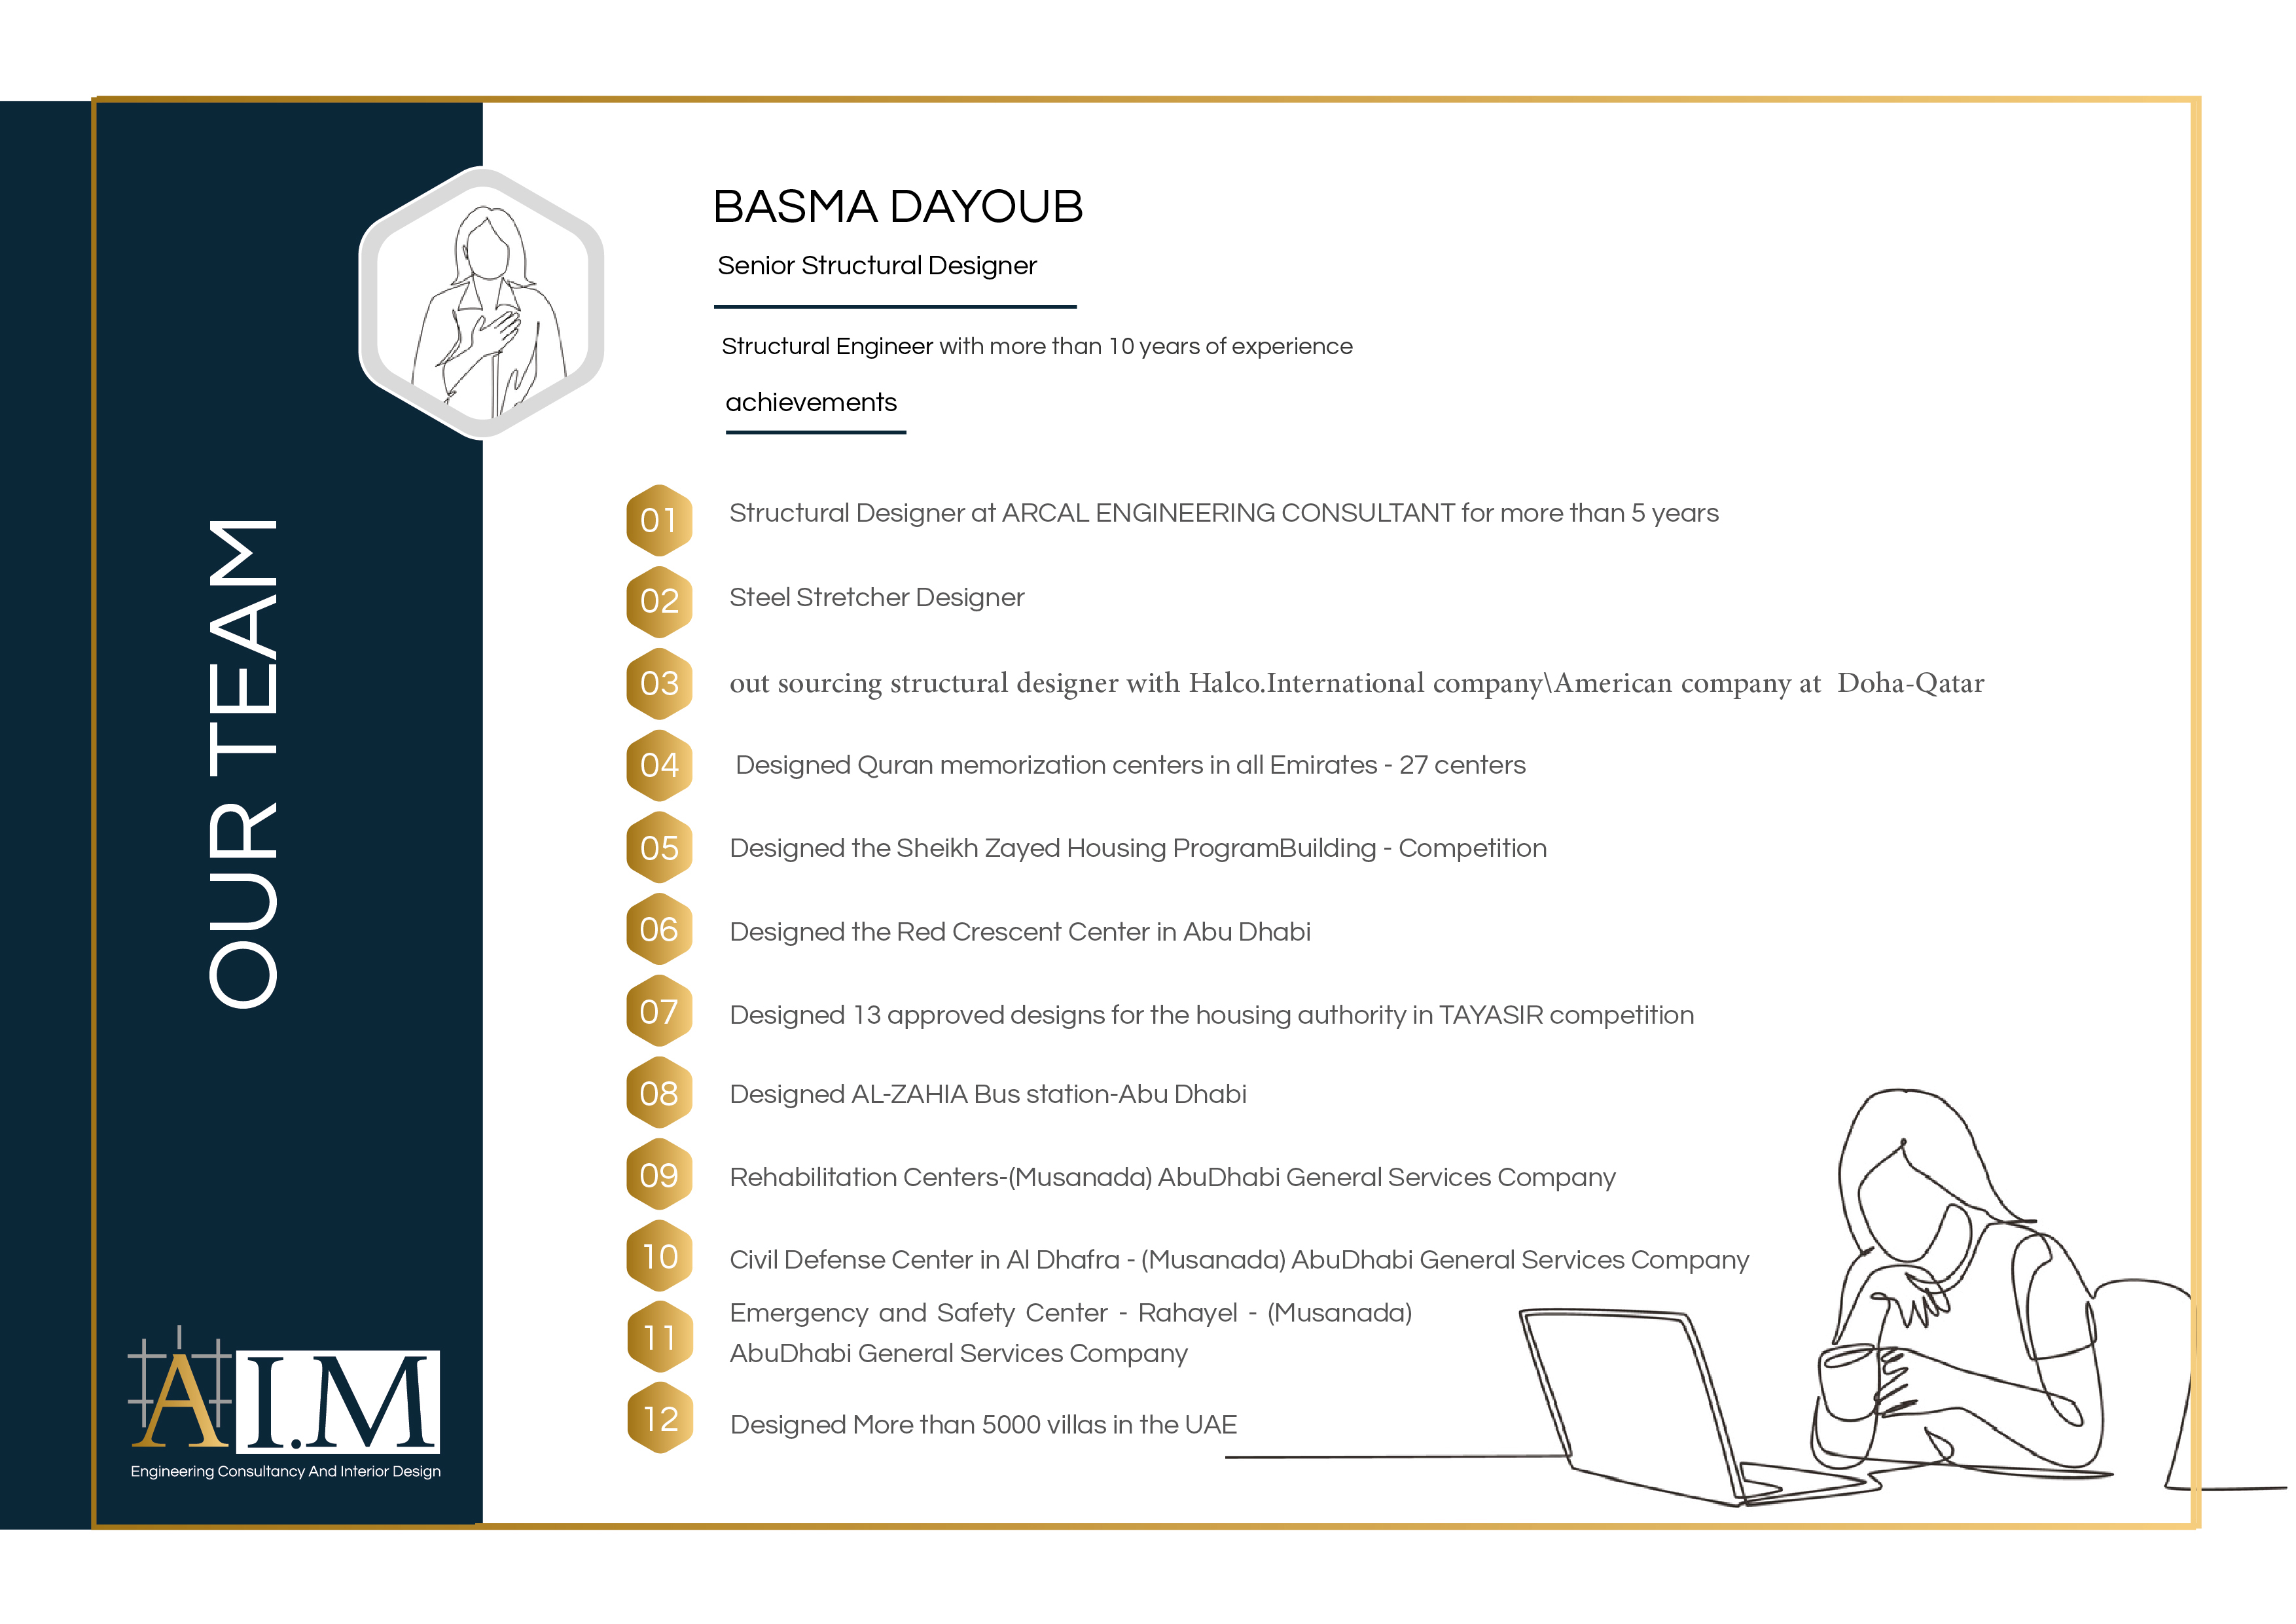 OUR TEAM
BASMA DAYOUB
Senior Structural Designer
Structural Engineer with more than 10 years of experience
achievements
01 Structural Designer at ARCAL ENGINEERING CONSULTANT for more than 5 years
02 Steel Stretcher Designer
03 out sourcing structural designer with Halco.International company\American company at Doha-Qatar
04 Designed Quran memorization centers in all Emirates - 27 centers
05 Designed the Sheikh Zayed Housing ProgramBuilding - Competition
06 Designed the Red Crescent Center in Abu Dhabi
07 Designed 13 approved designs for the housing authority in TAYASIR competition
08 Designed AL-ZAHIA Bus station-Abu Dhabi
09 Rehabilitation Centers-(Musanada) AbuDhabi General Services Company
10 Civil Defense Center in Al Dhafra - (Musanada) AbuDhabi General Services Company
11 Emergency and Safety Center - Rahayel - (Musanada)
AbuDhabi General Services Company
12 Designed More than 5000 villas in the UAE
A I.M
Engineering Consultancy And Interior Design